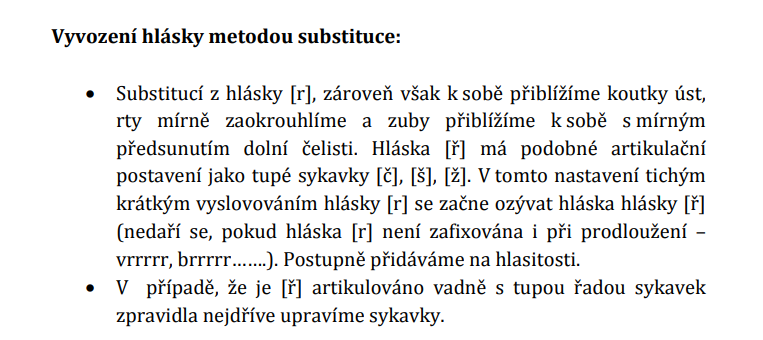 Vyvození hlásky metodou substituce:
• Substitucí z hlásky [r], zároveň však k sobě přiblížíme koutky úst,
rty mírně zaokrouhlíme a zuby přiblížíme k sobě s mírným
předsunutím dolní čelisti. Hláska [ř] má podobné artikulační
postavení jako tupé sykavky [č], [š], [ž]. V tomto nastavení tichým
krátkým vyslovováním hlásky [r] se začne ozývat hláska hlásky [ř]
(nedaří se, pokud hláska [r] není zafixována i při prodloužení –
vrrrrr, brrrrr…….). Postupně přidáváme na hlasitosti.
• V případě, že je [ř] artikulováno vadně s tupou řadou sykavek
zpravidla nejdříve upravíme sykavky.